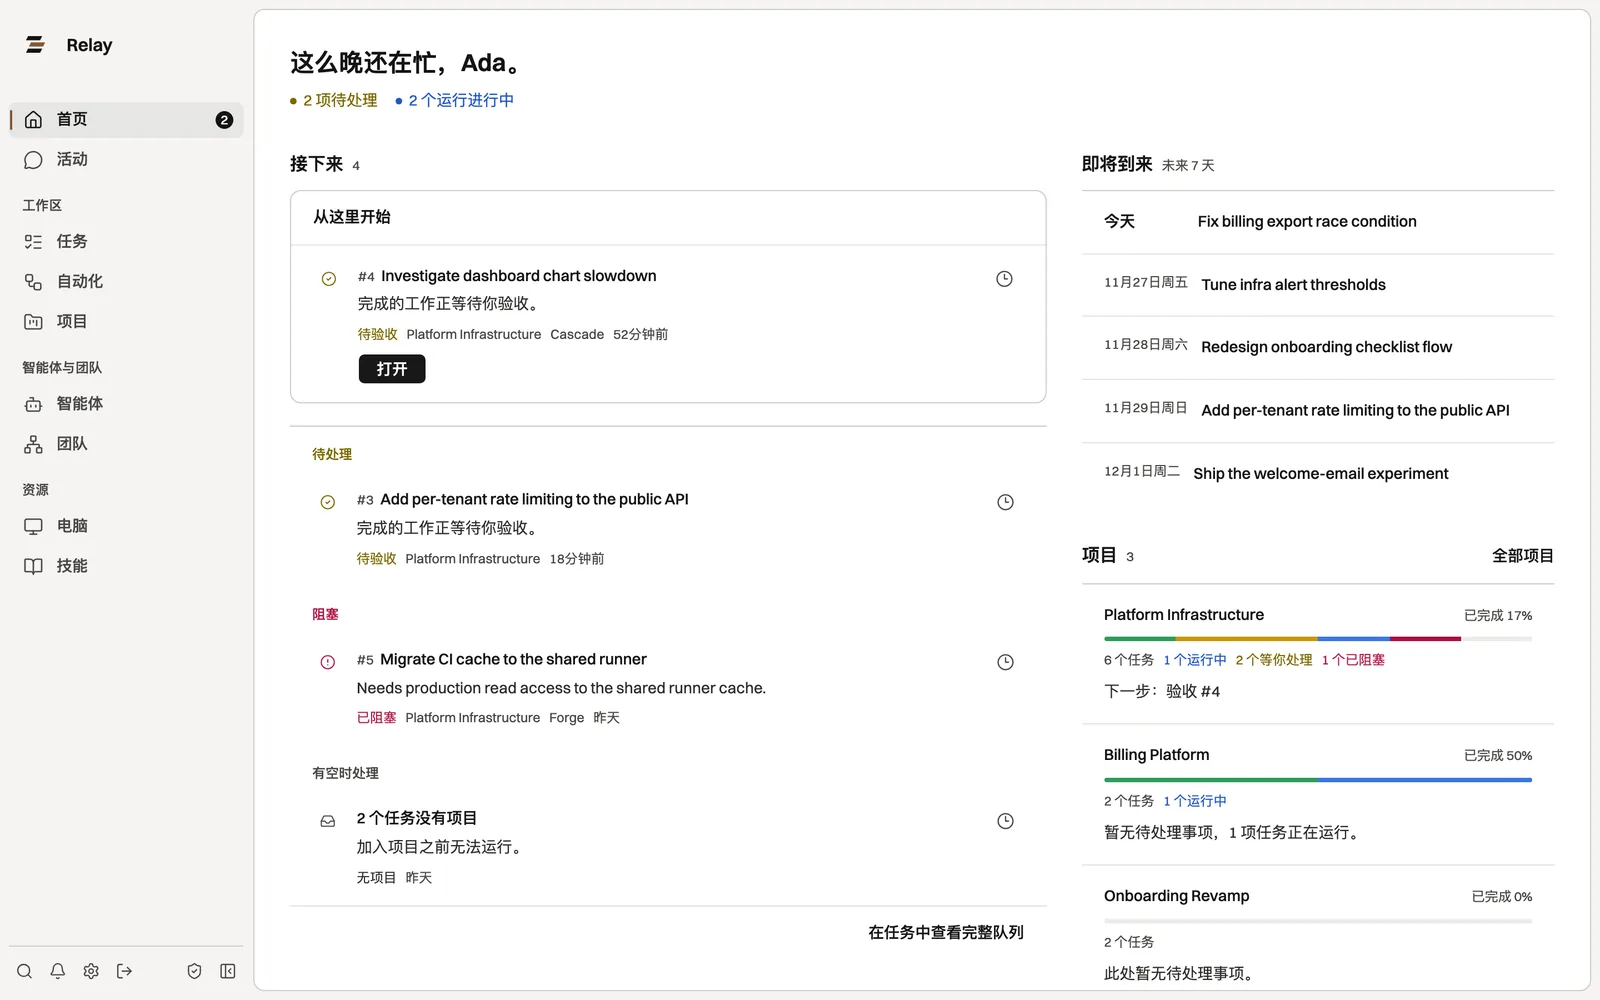 Relay
首页 2
活动
工作区
任务
自动化
项目
智能体与团队
智能体
团队
资源
电脑
技能
这么晚还在忙，Ada。
2 项待处理 2 个运行进行中
接下来 4
从这里开始
#4 Investigate dashboard chart slowdown
完成的工作正等待你验收。
待验收 Platform Infrastructure Cascade 52分钟前
打开
待处理
#3 Add per-tenant rate limiting to the public API
完成的工作正等待你验收。
待验收 Platform Infrastructure 18分钟前
阻塞
#5 Migrate CI cache to the shared runner
Needs production read access to the shared runner cache.
已阻塞 Platform Infrastructure Forge 昨天
有空时处理
2 个任务没有项目
加入项目之前无法运行。
无项目 昨天
在任务中查看完整队列
即将到来 未来 7 天
今天 Fix billing export race condition
11月27日周五 Tune infra alert thresholds
11月28日周六 Redesign onboarding checklist flow
11月29日周日 Add per-tenant rate limiting to the public API
12月1日周二 Ship the welcome-email experiment
项目 3 全部项目
Platform Infrastructure 已完成 17%
6 个任务 1 个运行中 2 个等你处理 1 个已阻塞
下一步：验收 #4
Billing Platform 已完成 50%
2 个任务 1 个运行中
暂无待处理事项，1 项任务正在运行。
Onboarding Revamp 已完成 0%
2 个任务
此处暂无待处理事项。